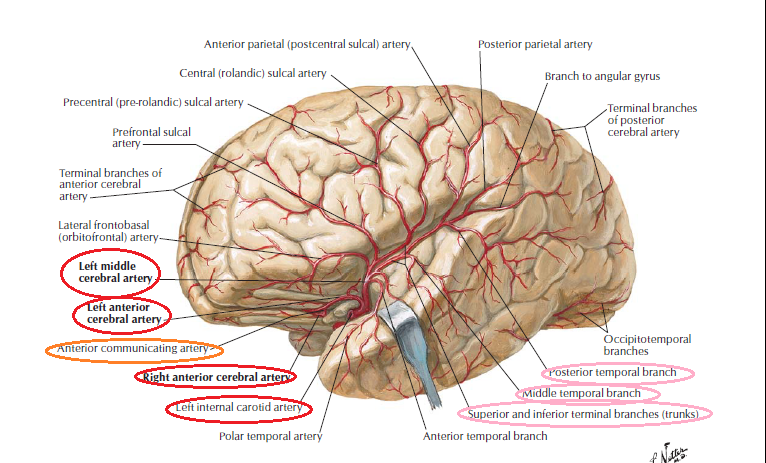 Anterior parietal (postcentral sulcal) artery
Posterior parietal artery
Central (rolandic) sulcal artery
Branch to angular gyrus
Precentral (pre-rolandic) sulcal artery
Terminal branches
of posterior
cerebral artery
Prefrontal sulcal
artery
Terminal branches of
anterior cerebral
artery
Lateral frontobasal
(orbitofrontal) artery
Left middle
cerebral artery
Left anterior
cerebral artery
Anterior communicating artery
Right anterior cerebral artery
Left internal carotid artery
Polar temporal artery
Occipitotemporal
branches
Posterior temporal branch
Middle temporal branch
Superior and inferior terminal branches (trunks)
Anterior temporal branch